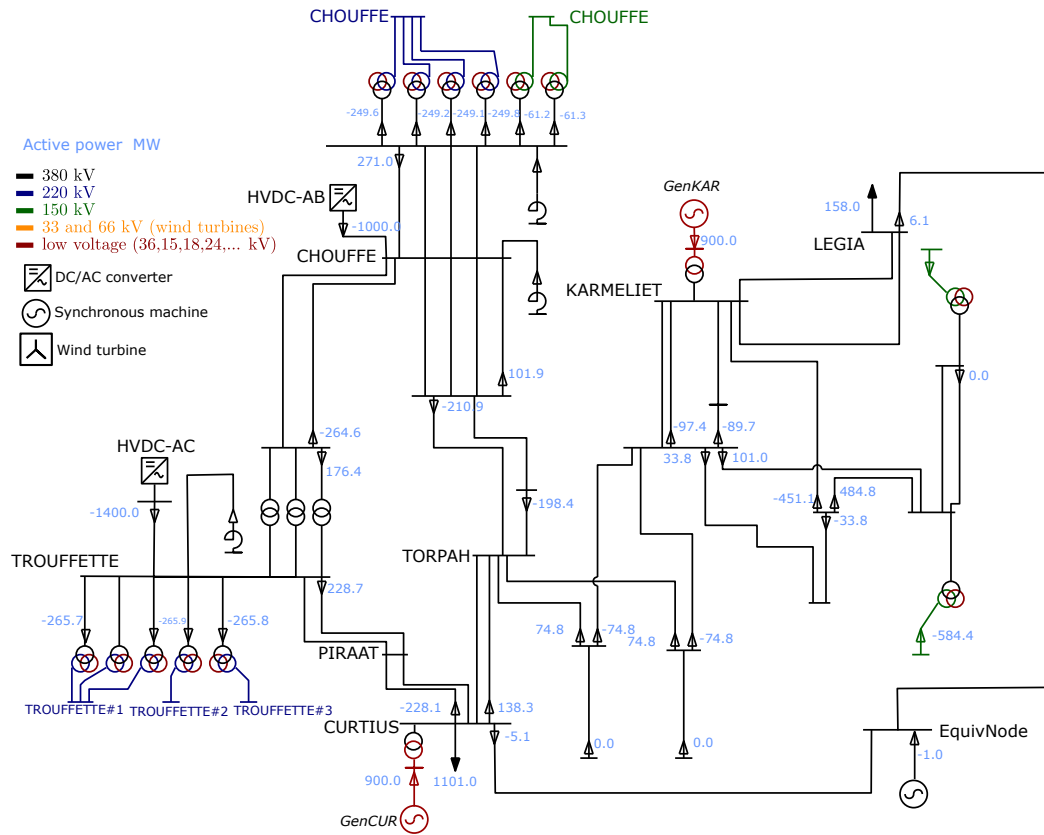 CHOUFFE
CHOUFFE
-249.6
-249.2
-249.1
-249.8
-61.2
-61.3
Active power MW
380 kV
220 kV
150 kV
33 and 66 kV (wind turbines)
low voltage (36,15,18,24,... kV)
DC/AC converter
Synchronous machine
Wind turbine
271.0
HVDC-AB
-1000.0
CHOUFFE
GenKAR
900.0
KARMELIET
158.0
6.1
LEGIA
0.0
101.9
-210.9
-264.6
176.4
HVDC-AC
-1400.0
-97.4
-89.7
33.8
101.0
-451.1
484.8
-33.8
-198.4
TROUFFETTE
TORPAH
228.7
-265.7
-265.9
-265.8
PIRAAT
74.8
-74.8
74.8
-74.8
-584.4
TROUFFETTE#1
TROUFFETTE#2
TROUFFETTE#3
CURTIUS
-228.1
138.3
-5.1
0.0
0.0
EquivNode
-1.0
900.0
1101.0
GenCUR